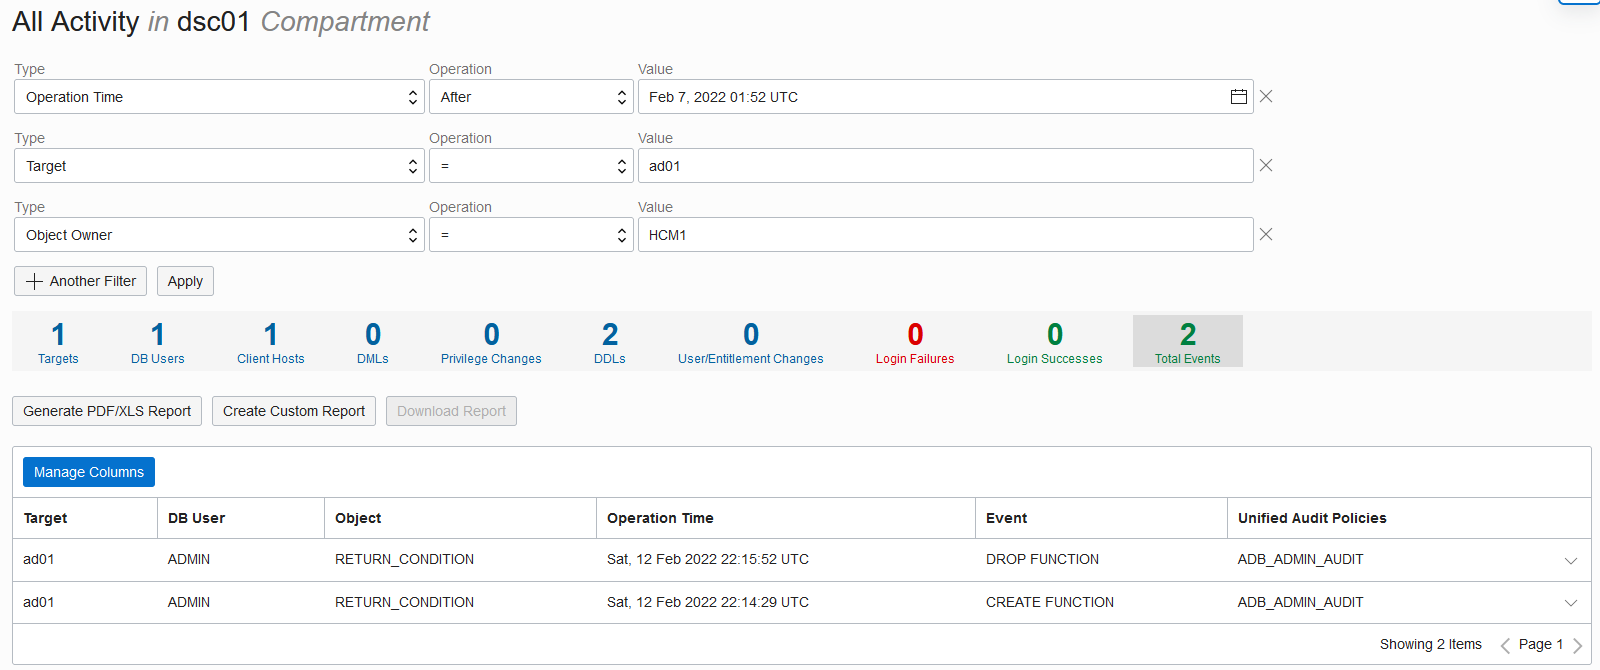 All Activity in dsc01 Compartment
Type Operation Value
Operation Time After Feb 7, 2022 01:52 UTC
Type Operation Value
Target = ad01
Type Operation Value
Object Owner = HCM1
Another Filter Apply
1 1 1 0 0 2 0 0 0 2
Targets DB Users Client Hosts DMLs Privilege Changes DDLs User/Entitlement Changes Login Failures Login Successes Total Events
Generate PDF/XLS Report Create Custom Report Download Report
Manage Columns
Target DB User Object Operation Time Event Unified Audit Policies
ad01 ADMIN RETURN_CONDITION Sat, 12 Feb 2022 22:15:52 UTC DROP FUNCTION ADB_ADMIN_AUDIT
ad01 ADMIN RETURN_CONDITION Sat, 12 Feb 2022 22:14:29 UTC CREATE FUNCTION ADB_ADMIN_AUDIT
Showing 2 Items Page 1